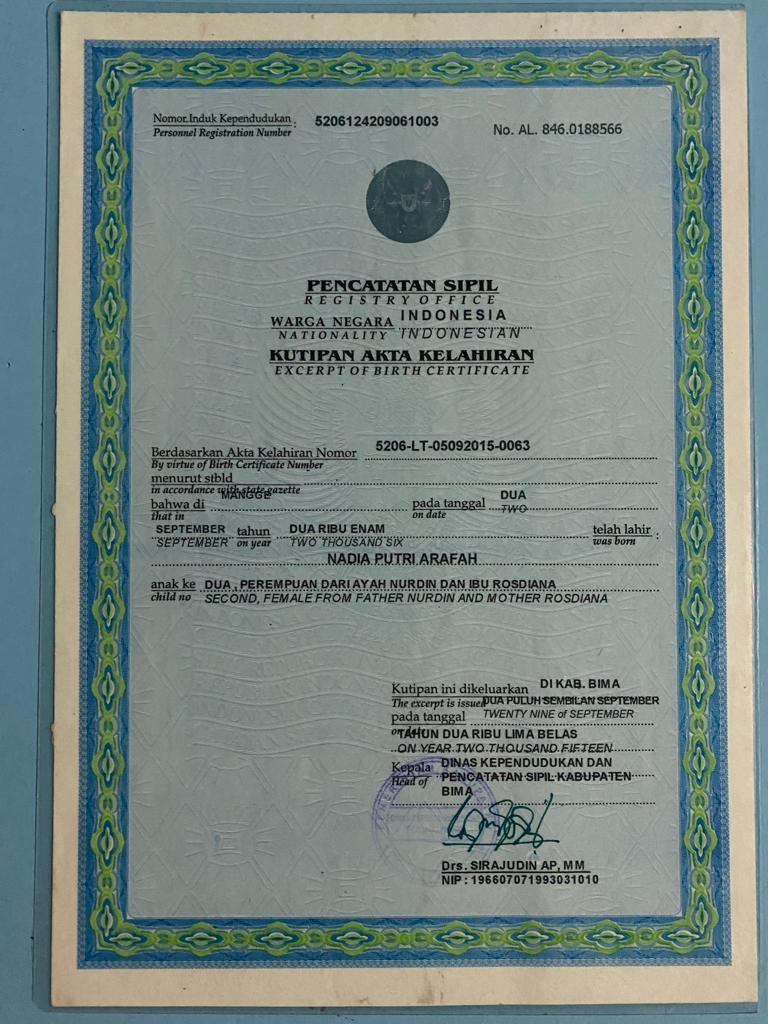 Nomor Induk Kependudukan : 5206124209061003
Personnel Registration Number
No. AL. 846.0188566
PENCATATAN SIPIL
REGISTRY OFFICE
WARGA NEGARA INDONESIA
NATIONALITY INDONESIAN
KUTIPAN AKTA KELAHIRAN
EXCERPT OF BIRTH CERTIFICATE
Berdasarkan Akta Kelahiran Nomor 5206-LT-05092015-0063
By virtue of Birth Certificate Number
menurut stbld
in accordance with state gazette
bahwa di MANGGE pada tanggal DUA
that in on date TWO
SEPTEMBER tahun DUA RIBU ENAM telah lahir :
SEPTEMBER on year TWO THOUSAND SIX was born
NADIA PUTRI ARAFAH
anak ke DUA, PEREMPUAN DARI AYAH NURDIN DAN IBU ROSDIANA
child no SECOND, FEMALE FROM FATHER NURDIN AND MOTHER ROSDIANA
Kutipan ini dikeluarkan DI KAB. BIMA
The excerpt is issued DUA PULUH SEMBILAN SEPTEMBER
pada tanggal TWENTY NINE of SEPTEMBER
on date TAHUN DUA RIBU LIMA BELAS
ON YEAR TWO THOUSAND FIFTEEN
Kepala DINAS KEPENDUDUKAN DAN
Head of PENCATATAN SIPIL KABUPATEN
BIMA
Drs. SIRAJUDIN AP, MM
NIP : 196607071993031010